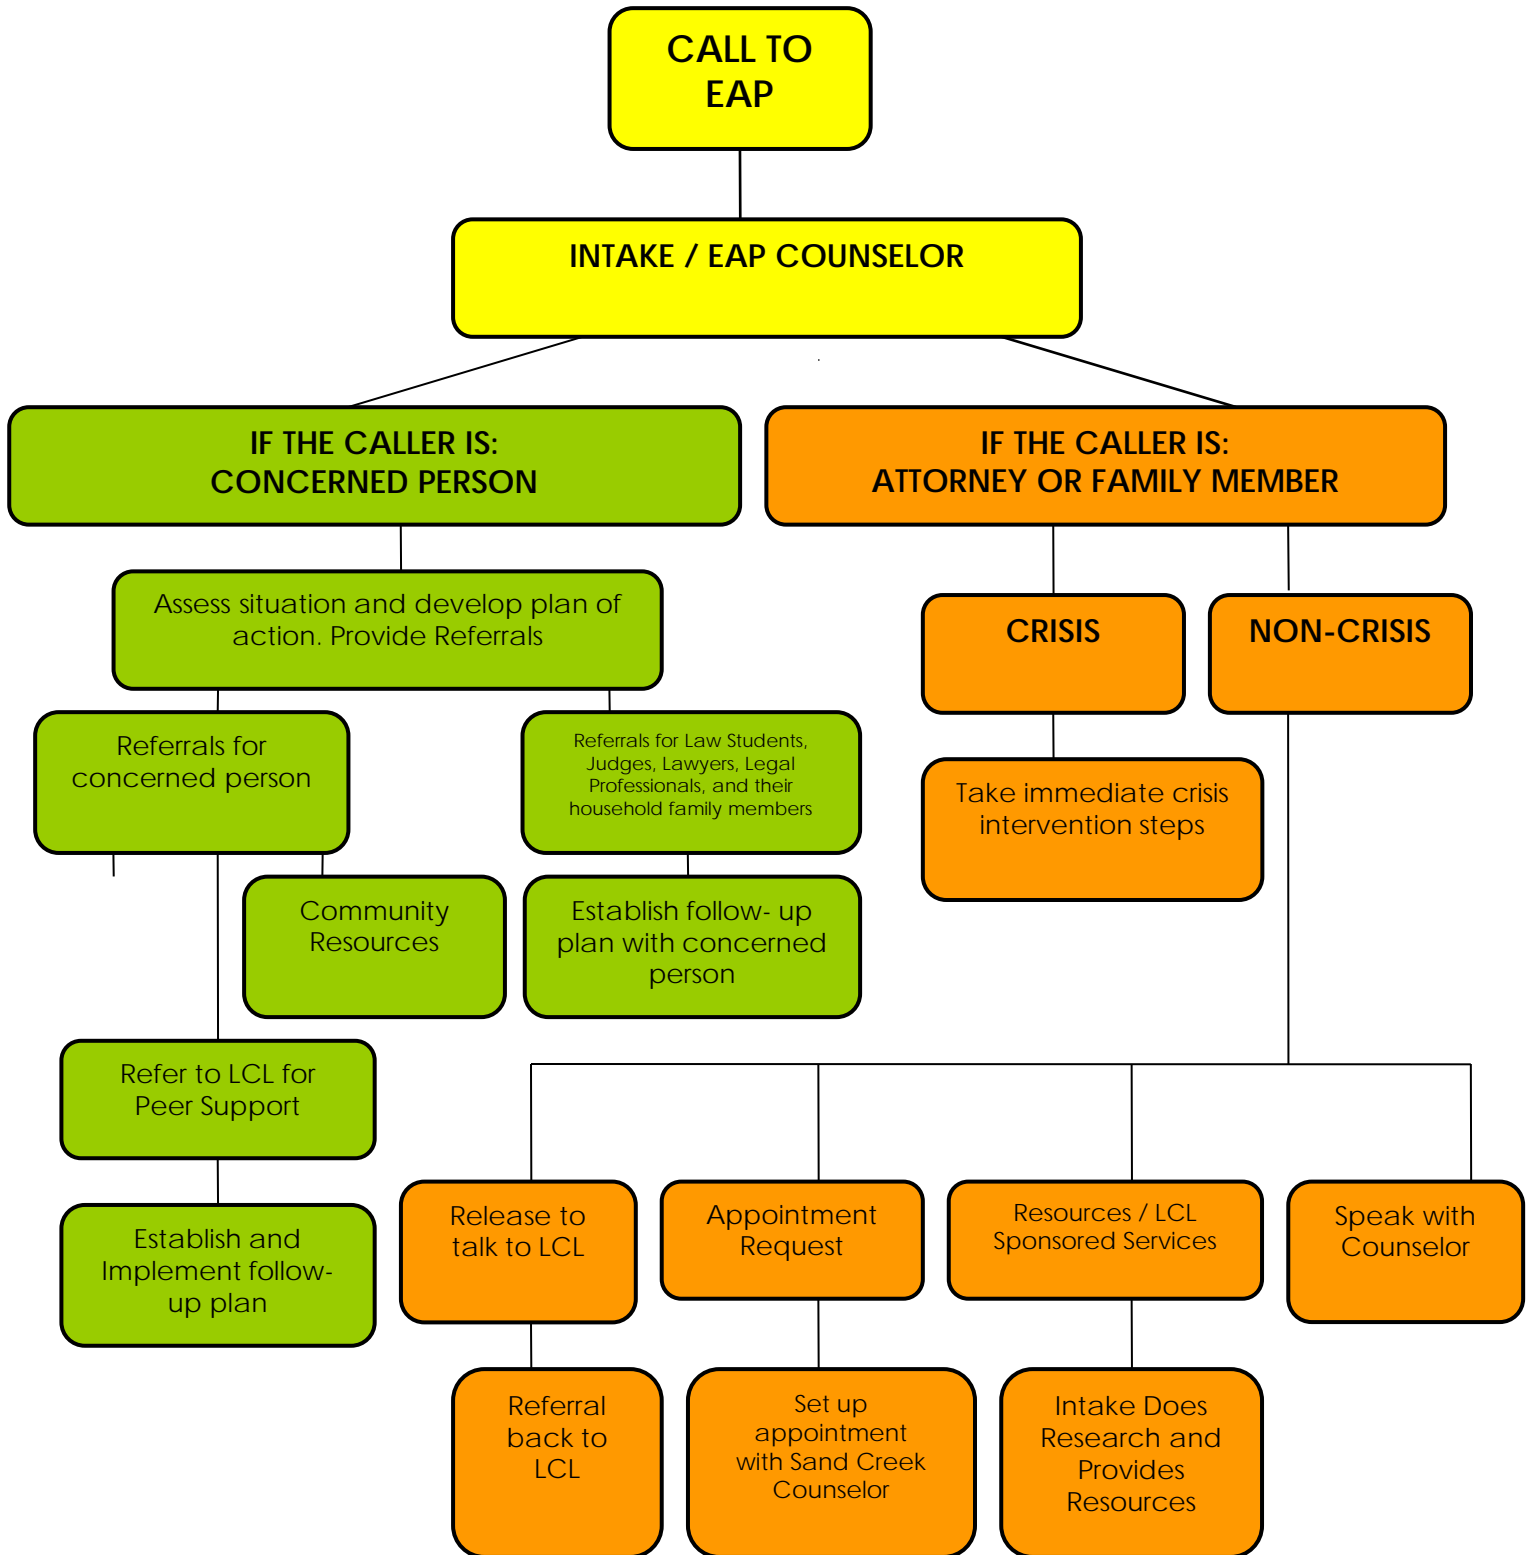 CALL TO
EAP
INTAKE / EAP COUNSELOR
IF THE CALLER IS:
CONCERNED PERSON
IF THE CALLER IS:
ATTORNEY OR FAMILY MEMBER
Assess situation and develop plan of
action. Provide Referrals
CRISIS
NON-CRISIS
Referrals for
concerned person
Referrals for Law Students,
Judges, Lawyers, Legal
Professionals, and their
household family members
Take immediate crisis
intervention steps
Community
Resources
Establish follow- up
plan with concerned
person
Refer to LCL for
Peer Support
Establish and
Implement follow-
up plan
Release to
talk to LCL
Appointment
Request
Resources / LCL
Sponsored Services
Speak with
Counselor
Referral
back to
LCL
Set up
appointment
with Sand Creek
Counselor
Intake Does
Research and
Provides
Resources